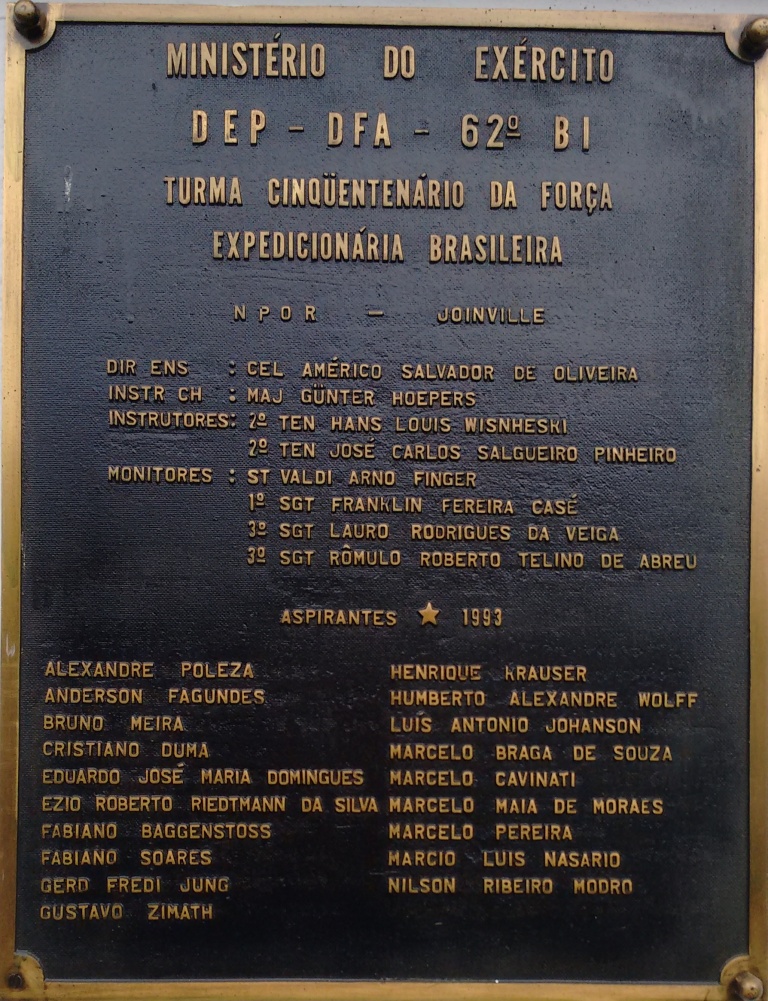 MINISTÉRIO DO EXÉRCITO
DEP - DFA - 62º BI
TURMA CINQÜENTENÁRIO DA FORÇA
EXPEDICIONÁRIA BRASILEIRA
NPOR - JOINVILLE
DIR ENS : CEL AMÉRICO SALVADOR DE OLIVEIRA
INSTR CH : MAJ GÜNTER HOEPERS
INSTRUTORES: 2º TEN HANS LOUIS WISNHESKI
2º TEN JOSÉ CARLOS SALGUEIRO PINHEIRO
MONITORES : ST VALDI ARNO FINGER
1º SGT FRANKLIN FEREIRA CASÉ
3º SGT LAURO RODRIGUES DA VEIGA
3º SGT RÔMULO ROBERTO TELINO DE ABREU
ASPIRANTES ★ 1993
ALEXANDRE POLEZA
ANDERSON FAGUNDES
BRUNO MEIRA
CRISTIANO DUMA
EDUARDO JOSÉ MARIA DOMINGUES
EZIO ROBERTO RIEDTMANN DA SILVA
FABIANO BAGGENSTOSS
FABIANO SOARES
GERD FREDI JUNG
GUSTAVO ZIMATH
HENRIQUE KRAUSER
HUMBERTO ALEXANDRE WOLFF
LUÍS ANTONIO JOHANSON
MARCELO BRAGA DE SOUZA
MARCELO CAVINATI
MARCELO MAIA DE MORAES
MARCELO PEREIRA
MARCIO LUIS NASARIO
NILSON RIBEIRO MODRO